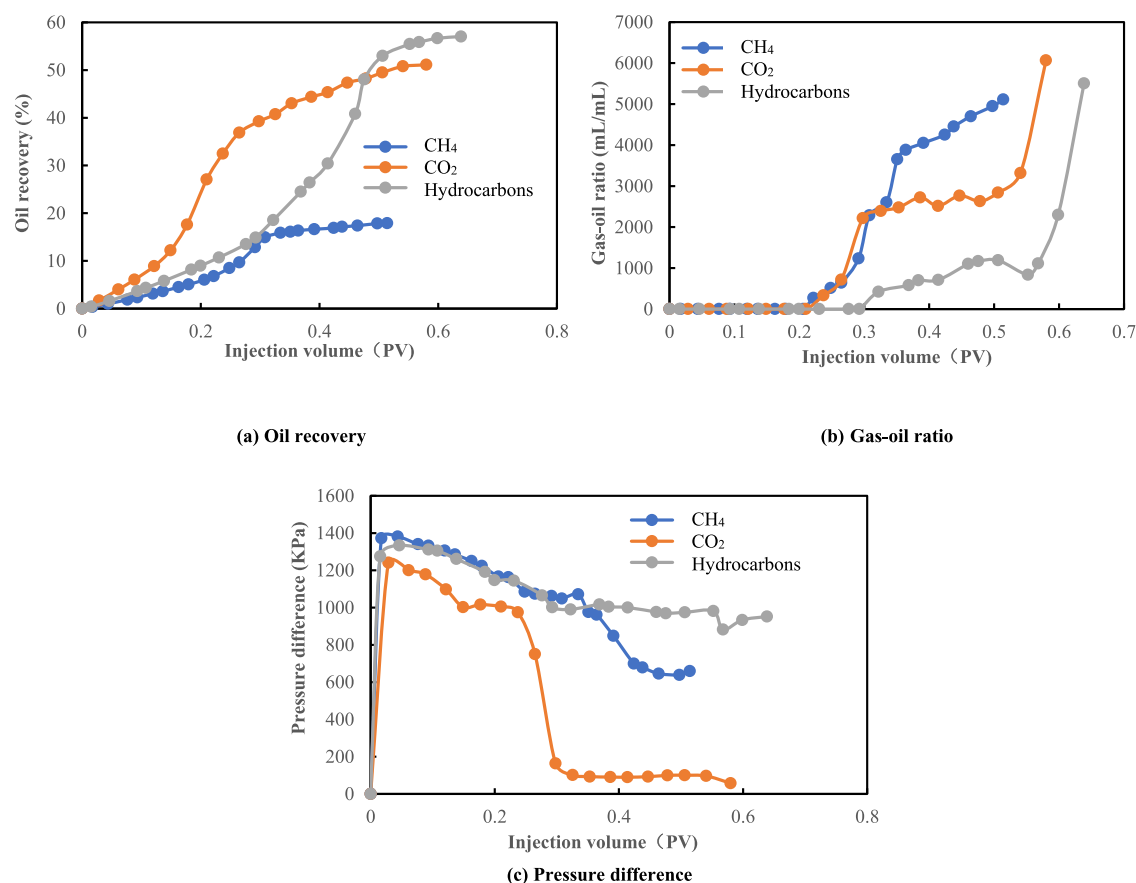 Oil recovery (%)
60
50
40
30
20
10
0
CH₄
CO₂
Hydrocarbons
0 0.2 0.4 0.6 0.8
Injection volume（PV）
(a) Oil recovery
Gas-oil ratio (mL/mL)
7000
6000
5000
4000
3000
2000
1000
0
CH₄
CO₂
Hydrocarbons
0 0.1 0.2 0.3 0.4 0.5 0.6 0.7
Injection volume（PV）
(b) Gas-oil ratio
Pressure difference (KPa)
1600
1400
1200
1000
800
600
400
200
0
CH₄
CO₂
Hydrocarbons
0 0.2 0.4 0.6 0.8
Injection volume（PV）
(c) Pressure difference